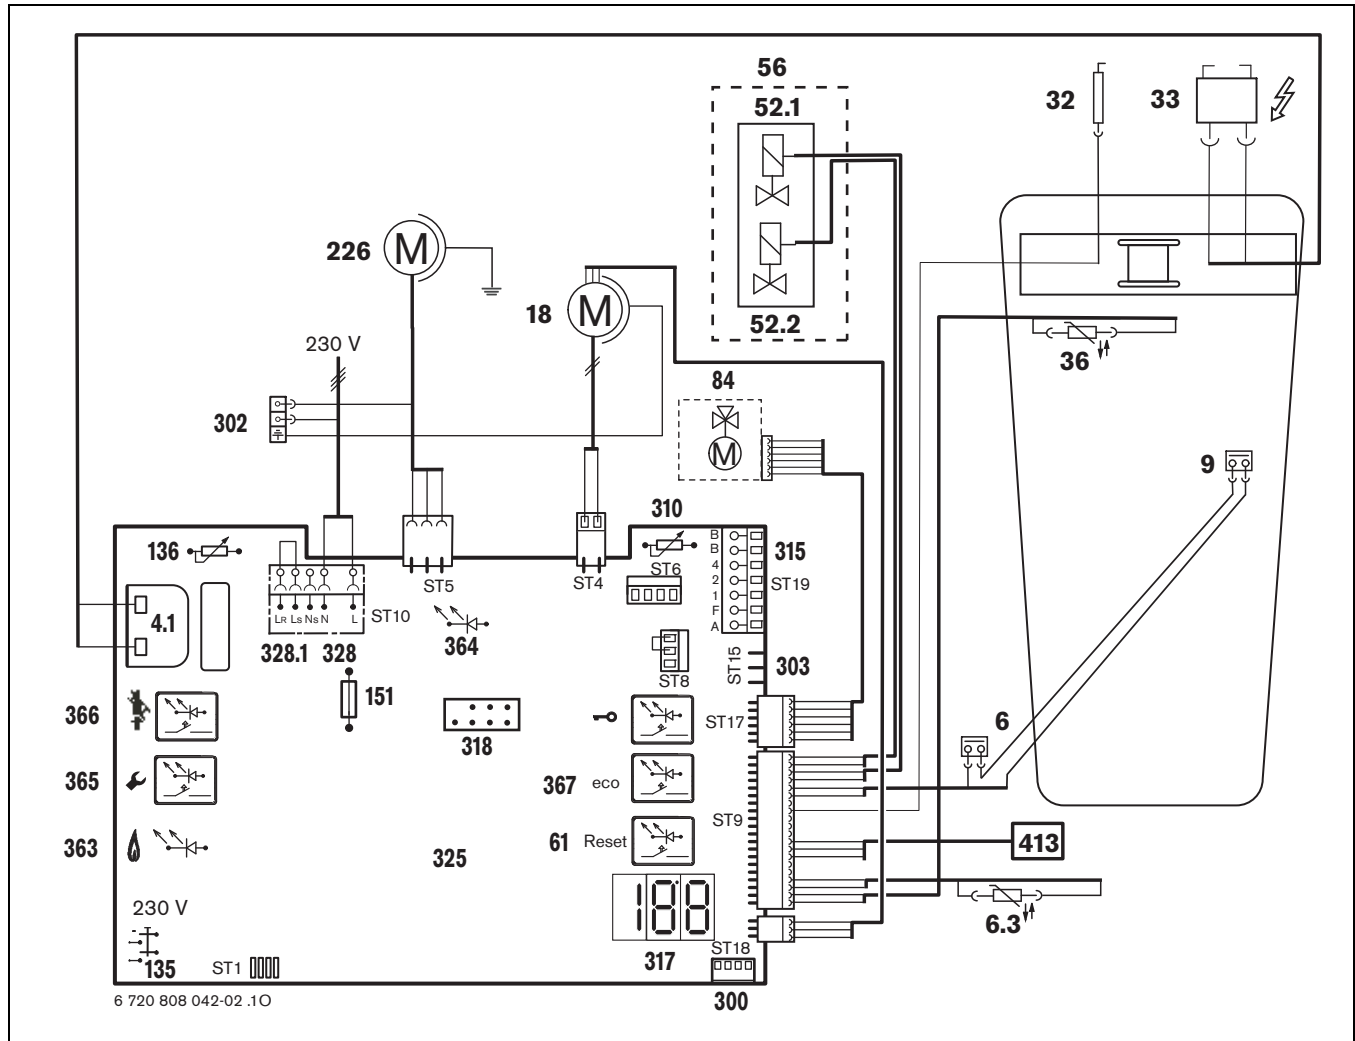 56
52.1
32
33
226
M
18
M
52.2
230 V
36
84
302
M
9
310
136
B
B
4
2
1
F
A
315
ST6
ST5
ST4
ST19
4.1
LR LS NS N L
ST10
328.1
328
364
ST15
303
ST8
366
151
318
ST17
6
365
367
eco
ST9
363
325
61
Reset
413
188
230 V
6.3
135
ST1
317
ST18
300
6 720 808 042-02 .1O